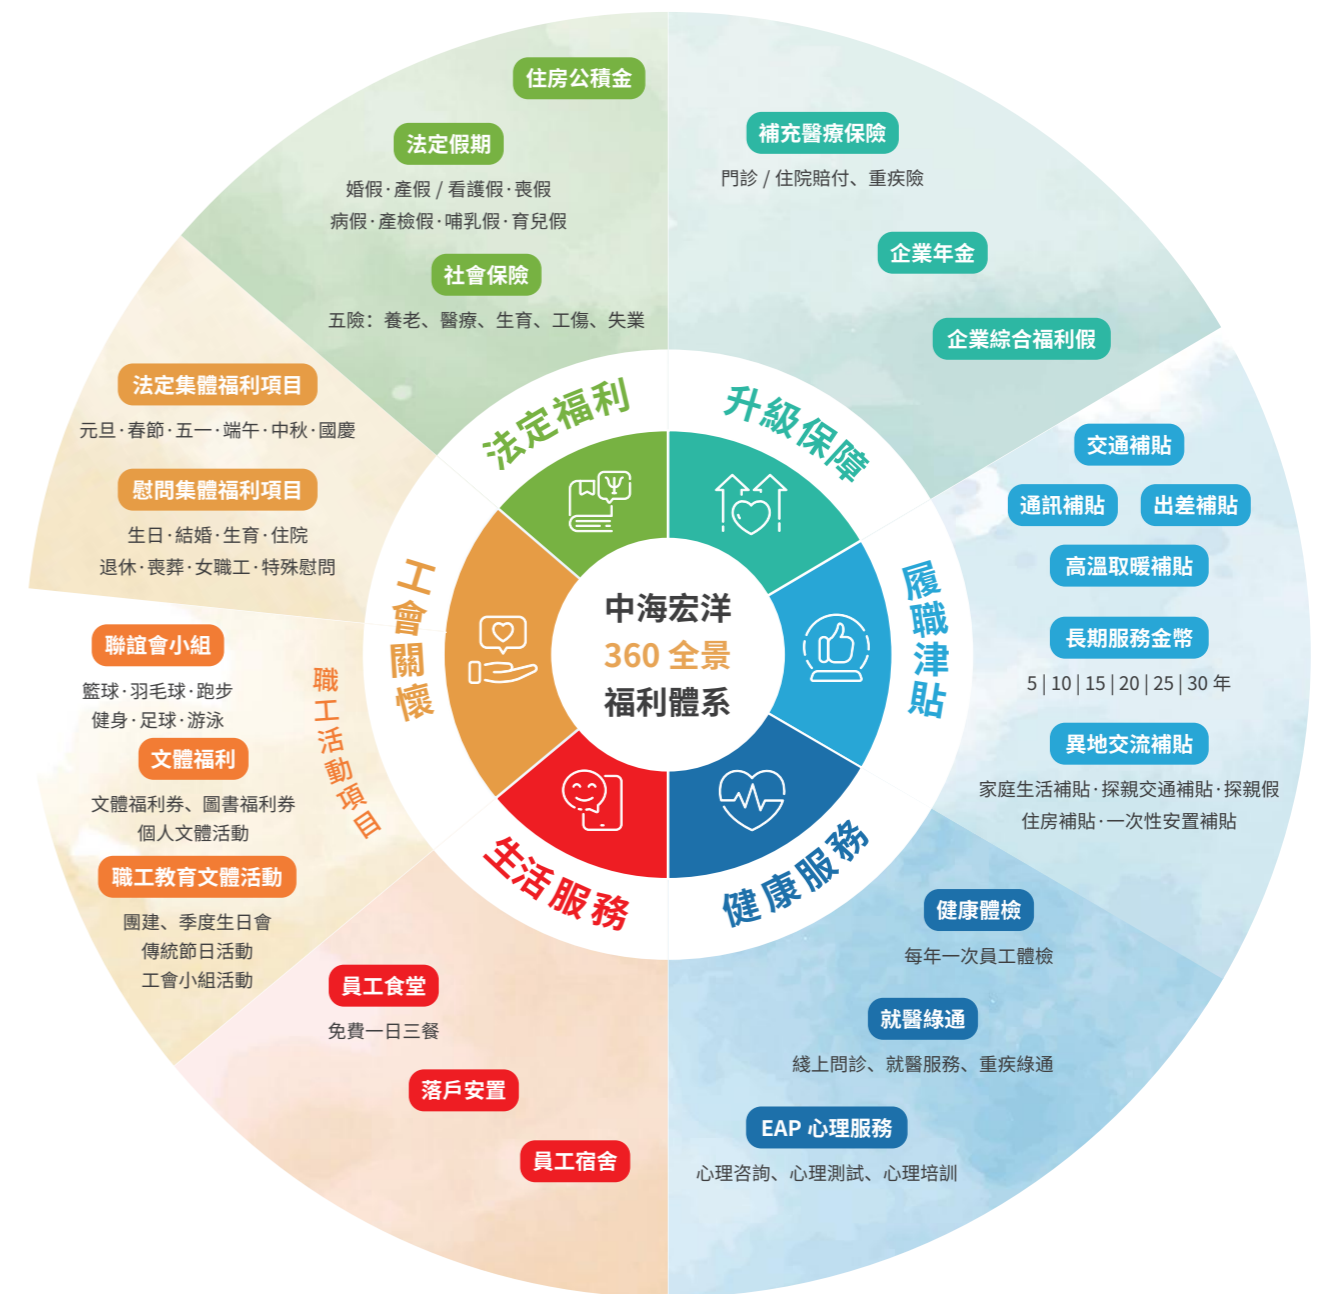 中海宏洋
360 全景
福利體系
法定福利
住房公積金
法定假期
婚假·產假 / 看護假·喪假
病假·產檢假·哺乳假·育兒假
社會保險
五險：養老、醫療、生育、工傷、失業
升級保障
補充醫療保險
門診 / 住院賠付、重疾險
企業年金
企業綜合福利假
履職津貼
交通補貼
通訊補貼
出差補貼
高溫取暖補貼
長期服務金幣
5 | 10 | 15 | 20 | 25 | 30 年
異地交流補貼
家庭生活補貼·探親交通補貼·探親假
住房補貼·一次性安置補貼
健康服務
健康體檢
每年一次員工體檢
就醫綠通
綫上問診、就醫服務、重疾綠通
EAP 心理服務
心理咨詢、心理測試、心理培訓
生活服務
員工食堂
免費一日三餐
落戶安置
員工宿舍
工會關懷
法定集體福利項目
元旦·春節·五一·端午·中秋·國慶
慰問集體福利項目
生日·結婚·生育·住院
退休·喪葬·女職工·特殊慰問
職工活動項目
聯誼會小組
籃球·羽毛球·跑步
健身·足球·游泳
文體福利
文體福利券、圖書福利券
個人文體活動
職工教育文體活動
團建、季度生日會
傳統節日活動
工會小組活動